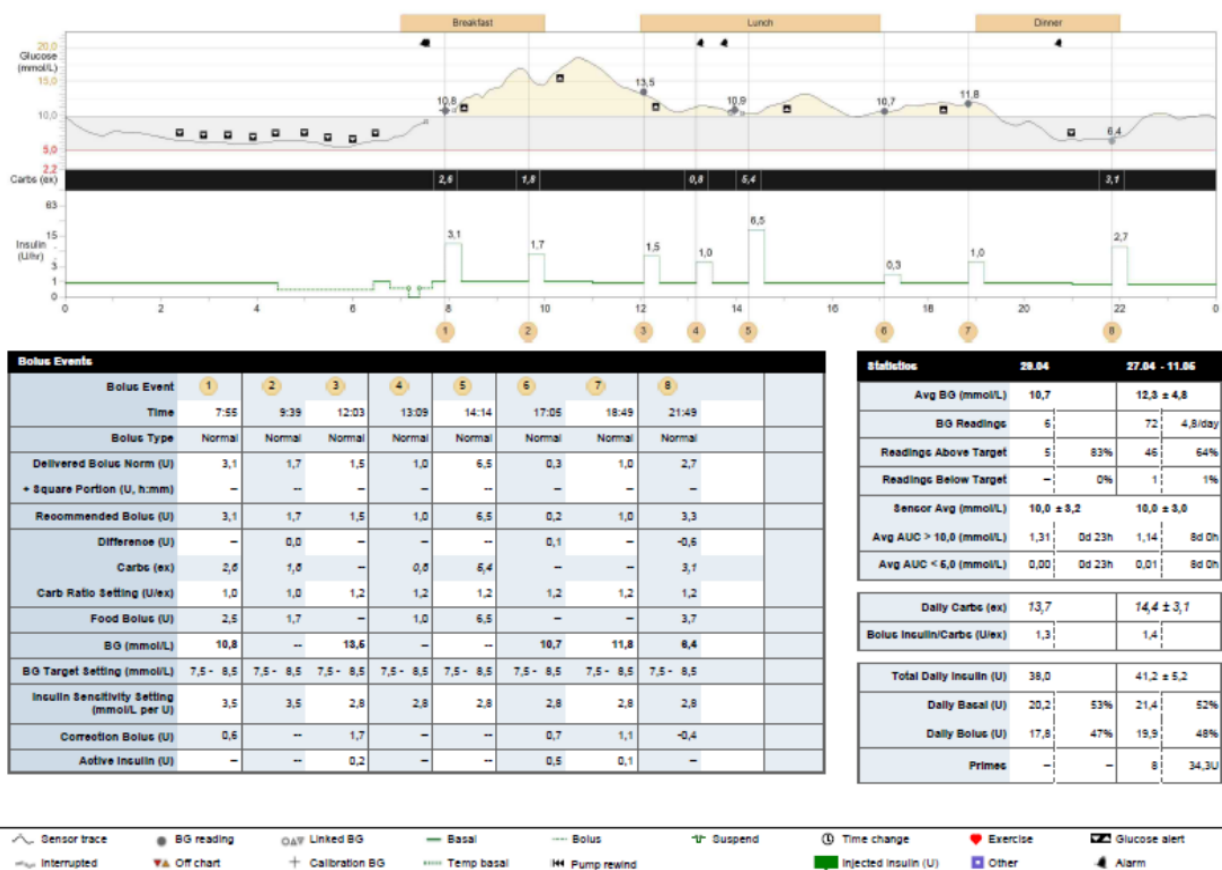 Breakfast Lunch Dinner
20,0
Glucose
(mmol/L)
15,0
13,5
10,8 10,9 10,7 11,8
10,0
6,4
5,0
2,2
Carbs (ex) 2,6 1,6 0,8 5,4 3,1
63
15
Insulin
(U/hr)
3
1
0
3,1 1,7 1,5 1,0 6,5 0,3 1,0 2,7
0 2 4 6 8 10 12 14 16 18 20 22 0
1 2 3 4 5 6 7 8
Bolus Events
Bolus Event 1 2 3 4 5 6 7 8
Time 7:55 9:39 12:03 13:09 14:14 17:05 18:49 21:49
Bolus Type Normal Normal Normal Normal Normal Normal Normal Normal
Delivered Bolus Norm (U) 3,1 1,7 1,5 1,0 6,5 0,3 1,0 2,7
+ Square Portion (U, h:mm) -- -- -- -- -- -- -- --
Recommended Bolus (U) 3,1 1,7 1,5 1,0 6,5 0,2 1,0 3,3
Difference (U) -- 0,0 -- -- -- 0,1 -- -0,6
Carbs (ex) 2,6 1,6 -- 0,8 5,4 -- -- 3,1
Carb Ratio Setting (U/ex) 1,0 1,0 1,2 1,2 1,2 1,2 1,2 1,2
Food Bolus (U) 2,5 1,7 -- 1,0 6,5 -- -- 3,7
BG (mmol/L) 10,8 -- 13,5 -- -- 10,7 11,8 6,4
BG Target Setting (mmol/L) 7,5 - 8,5 7,5 - 8,5 7,5 - 8,5 7,5 - 8,5 7,5 - 8,5 7,5 - 8,5 7,5 - 8,5 7,5 - 8,5
Insulin Sensitivity Setting
(mmol/L per U) 3,5 3,5 2,8 2,8 2,8 2,8 2,8 2,8
Correction Bolus (U) 0,6 -- 1,7 -- -- 0,7 1,1 -0,4
Active Insulin (U) -- -- 0,2 -- -- 0,5 0,1 --
Statistics 29.04 27.04 - 11.05
Avg BG (mmol/L) 10,7 12,3 ± 4,8
BG Readings 6 72 4,8/day
Readings Above Target 5 83% 46 64%
Readings Below Target -- 0% 1 1%
Sensor Avg (mmol/L) 10,0 ± 3,2 10,0 ± 3,0
Avg AUC > 10,0 (mmol/L) 1,31 0d 23h 1,14 8d 0h
Avg AUC < 5,0 (mmol/L) 0,00 0d 23h 0,01 8d 0h
Daily Carbs (ex) 13,7 14,4 ± 3,1
Bolus Insulin/Carbs (U/ex) 1,3 1,4
Total Daily Insulin (U) 38,0 41,2 ± 5,2
Daily Basal (U) 20,2 53% 21,4 52%
Daily Bolus (U) 17,8 47% 19,9 48%
Primes -- -- 8 34,3U
Sensor trace BG reading Linked BG Basal Bolus Suspend Time change Exercise Glucose alert
Interrupted Off chart Calibration BG Temp basal Pump rewind Injected insulin (U) Other Alarm